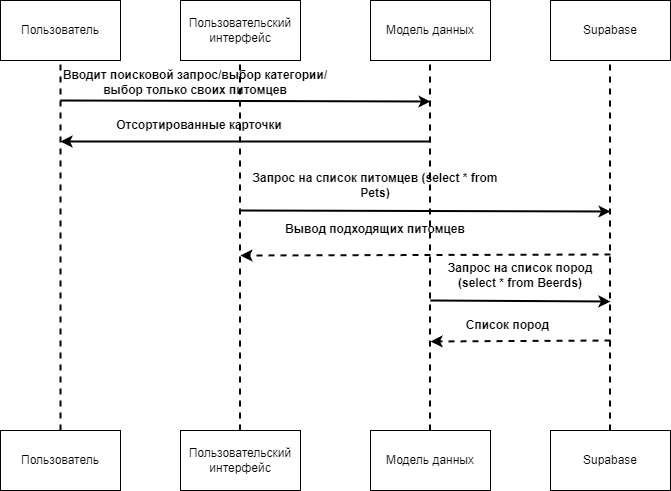 Пользователь
Пользовательский
интерфейс
Модель данных
Supabase
Вводит поисковой запрос/выбор категории/
выбор только своих питомцев
Отсортированные карточки
Запрос на список питомцев (select * from
Pets)
Вывод подходящих питомцев
Запрос на список пород
(select * from Beerds)
Список пород
Пользователь
Пользовательский
интерфейс
Модель данных
Supabase